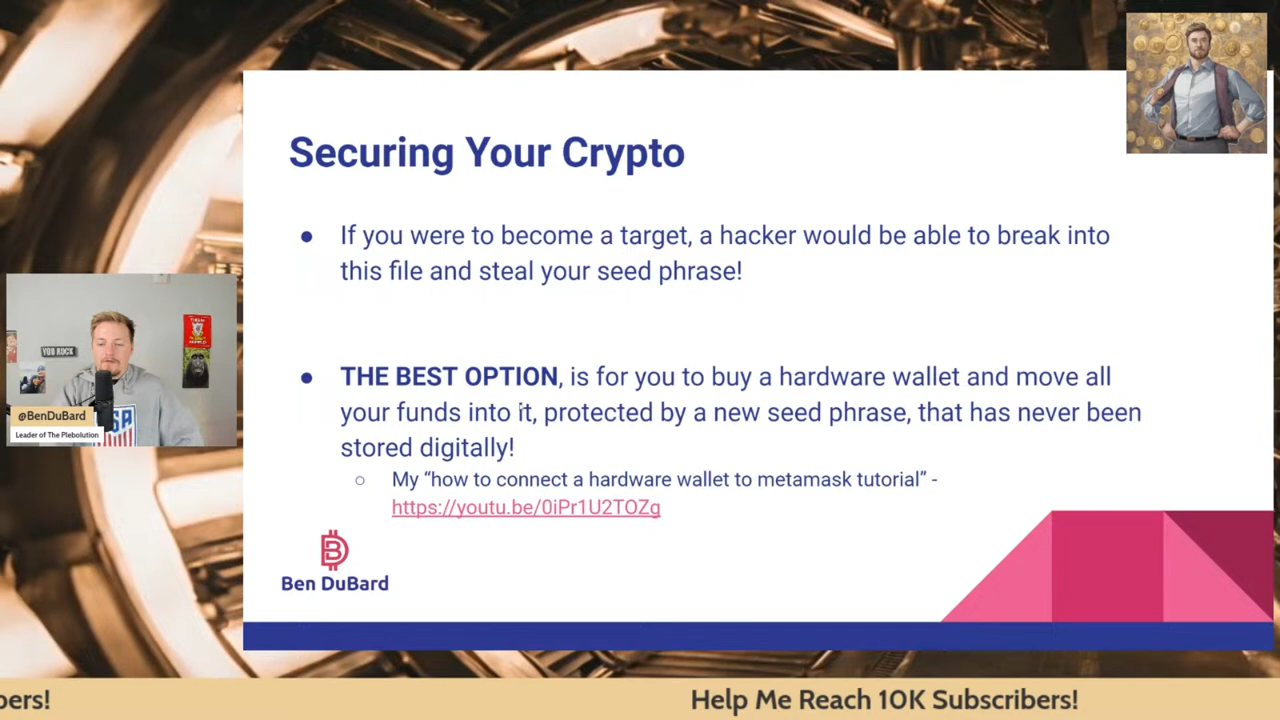 Securing Your Crypto
● If you were to become a target, a hacker would be able to break into
this file and steal your seed phrase!
● THE BEST OPTION, is for you to buy a hardware wallet and move all
your funds into it, protected by a new seed phrase, that has never been
stored digitally!
○ My “how to connect a hardware wallet to metamask tutorial” -
https://youtu.be/0iPr1U2TOZg
Ben DuBard
YOU ROCK
@BenDuBard
Leader of The Plebolution
bers!
Help Me Reach 10K Subscribers!